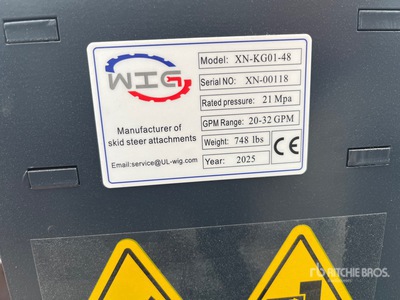 WIG
Manufacturer of
skid steer attachments
Email:service@UL-wig.com
Model: XN-KG01-48
Serial NO: XN-00118
Rated pressure: 21 Mpa
GPM Range: 20-32 GPM
Weight: 748 lbs
Year: 2025
CE
RITCHIE BROS.